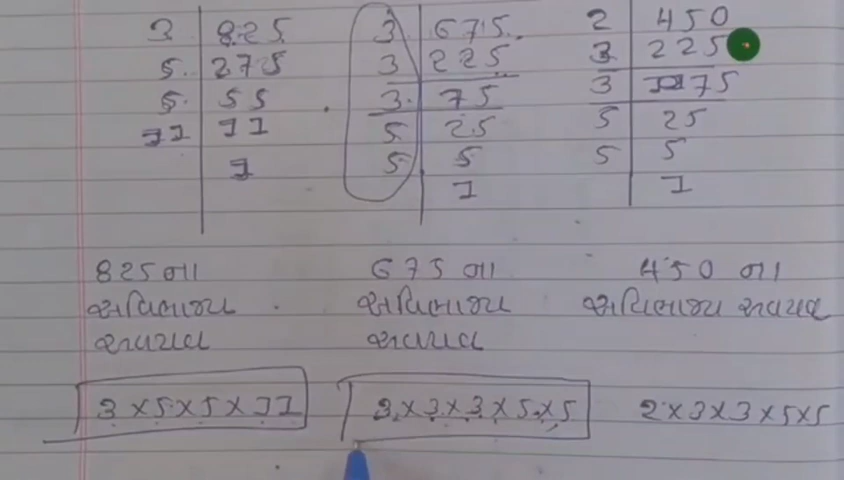 3 | 825
5 | 275
5 | 55
11 | 11
1
3 | 675
3 | 225
3 | 75
5 | 25
5 | 5
1
2 | 450
3 | 225
3 | 75
5 | 25
5 | 5
1
825 ના
અવિભાજ્ય
અવયવ
675 ના
અવિભાજ્ય
અવયવ
450 ના
અવિભાજ્ય અવયવ
3 × 5 × 5 × 11
3 × 3 × 3 × 5 × 5
2 × 3 × 3 × 5 × 5